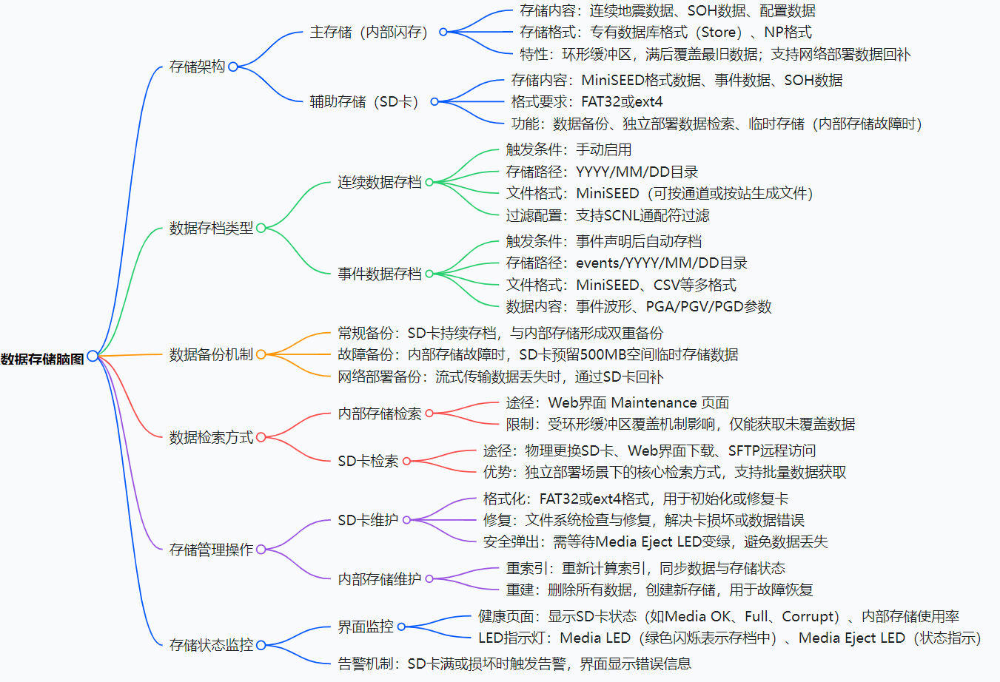 数据存储脑图
存储架构
主存储（内部闪存）
存储内容：连续地震数据、SOH数据、配置数据
存储格式：专有数据库格式（Store）、NP格式
特性：环形缓冲区，满后覆盖最旧数据；支持网络部署数据回补
辅助存储（SD卡）
存储内容：MiniSEED格式数据、事件数据、SOH数据
格式要求：FAT32或ext4
功能：数据备份、独立部署数据检索、临时存储（内部存储故障时）
数据存档类型
连续数据存档
触发条件：手动启用
存储路径：YYYY/MM/DD目录
文件格式：MiniSEED（可按通道或按站生成文件）
过滤配置：支持SCNL通配符过滤
事件数据存档
触发条件：事件声明后自动存档
存储路径：events/YYYY/MM/DD目录
文件格式：MiniSEED、CSV等多格式
数据内容：事件波形、PGA/PGV/PGD参数
数据备份机制
常规备份：SD卡持续存档，与内部存储形成双重备份
故障备份：内部存储故障时，SD卡预留500MB空间临时存储数据
网络部署备份：流式传输数据丢失时，通过SD卡回补
数据检索方式
内部存储检索
途径：Web界面 Maintenance 页面
限制：受环形缓冲区覆盖机制影响，仅能获取未覆盖数据
SD卡检索
途径：物理更换SD卡、Web界面下载、SFTP远程访问
优势：独立部署场景下的核心检索方式，支持批量数据获取
存储管理操作
SD卡维护
格式化：FAT32或ext4格式，用于初始化或修复卡
修复：文件系统检查与修复，解决卡损坏或数据错误
安全弹出：需等待Media Eject LED变绿，避免数据丢失
内部存储维护
重索引：重新计算索引，同步数据与存储状态
重建：删除所有数据，创建新存储，用于故障恢复
存储状态监控
界面监控
健康页面：显示SD卡状态（如Media OK、Full、Corrupt）、内部存储使用率
LED指示灯：Media LED（绿色闪烁表示存档中）、Media Eject LED（状态指示）
告警机制：SD卡满或损坏时触发告警，界面显示错误信息